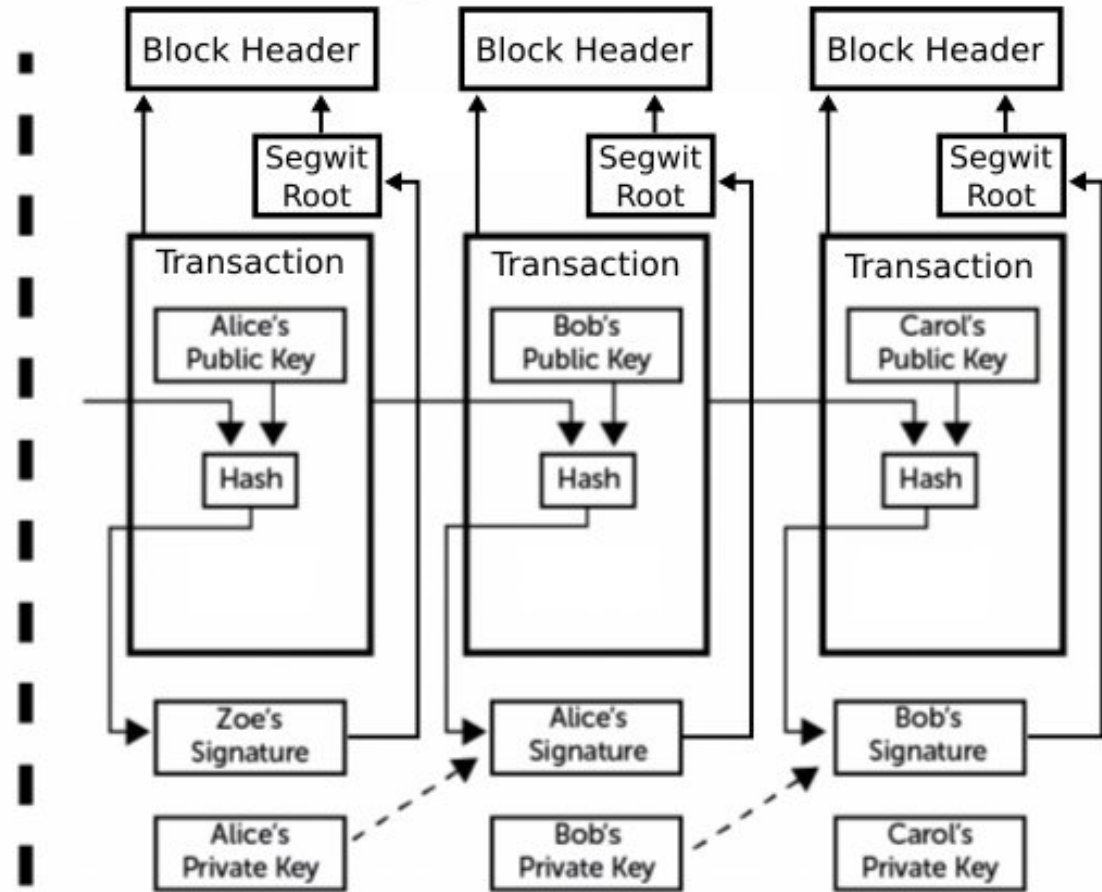 Block Header
Block Header
Block Header
Segwit
Root
Segwit
Root
Segwit
Root
Transaction
Transaction
Transaction
Alice's
Public Key
Bob's
Public Key
Carol's
Public Key
Hash
Hash
Hash
Zoe's
Signature
Alice's
Signature
Bob's
Signature
Alice's
Private Key
Bob's
Private Key
Carol's
Private Key